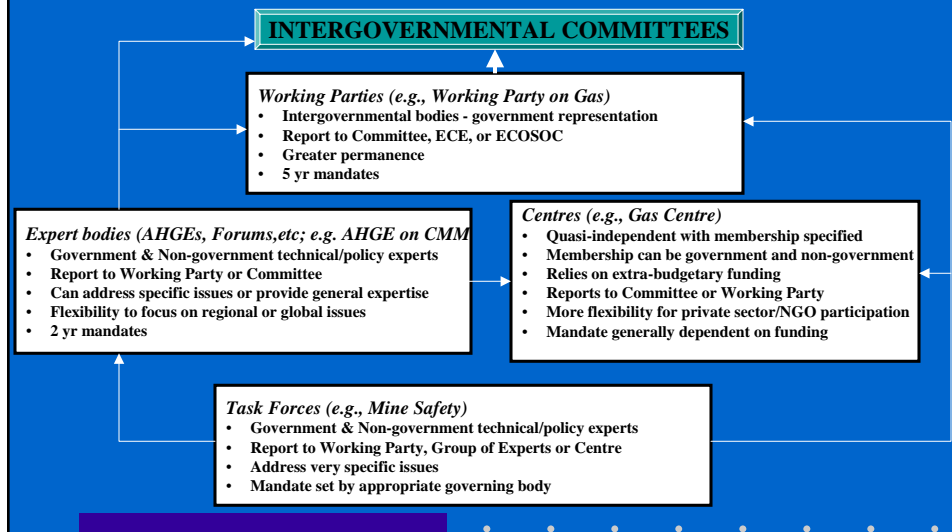 INTERGOVERNMENTAL COMMITTEES
Working Parties (e.g., Working Party on Gas)
• Intergovernmental bodies - government representation
• Report to Committee, ECE, or ECOSOC
• Greater permanence
• 5 yr mandates
Expert bodies (AHGEs, Forums,etc; e.g. AHGE on CMM
• Government & Non-government technical/policy experts
• Report to Working Party or Committee
• Can address specific issues or provide general expertise
• Flexibility to focus on regional or global issues
• 2 yr mandates
Centres (e.g., Gas Centre)
• Quasi-independent with membership specified
• Membership can be government and non-government
• Relies on extra-budgetary funding
• Reports to Committee or Working Party
• More flexibility for private sector/NGO participation
• Mandate generally dependent on funding
Task Forces (e.g., Mine Safety)
• Government & Non-government technical/policy experts
• Report to Working Party, Group of Experts or Centre
• Address very specific issues
• Mandate set by appropriate governing body